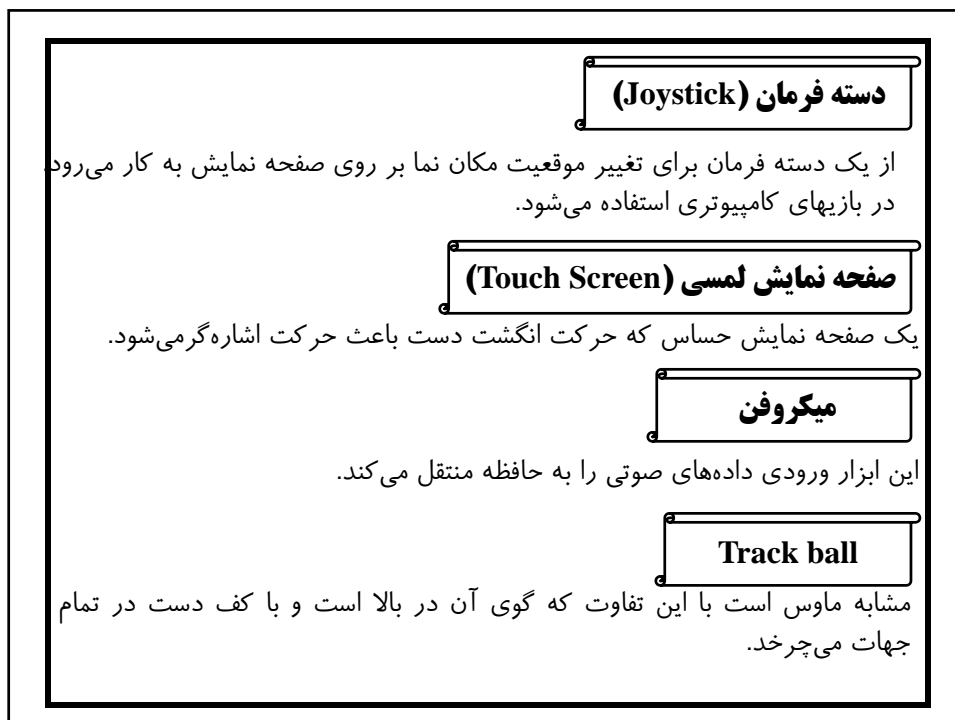 دسته فرمان (Joystick)
از یک دسته فرمان برای تغییر موقعیت مکان نما بر روی صفحه نمایش به کار می‌رود.
در بازیهای کامپیوتری استفاده می‌شود.
صفحه نمایش لمسی (Touch Screen)
یک صفحه نمایش حساس که حرکت انگشت دست باعث حرکت اشاره‌گرمی‌شود.
میکروفن
این ابزار ورودی داده‌های صوتی را به حافظه منتقل می‌کند.
Track ball
مشابه ماوس است با این تفاوت که گوی آن در بالا است و با کف دست در تمام
جهات می‌چرخد.